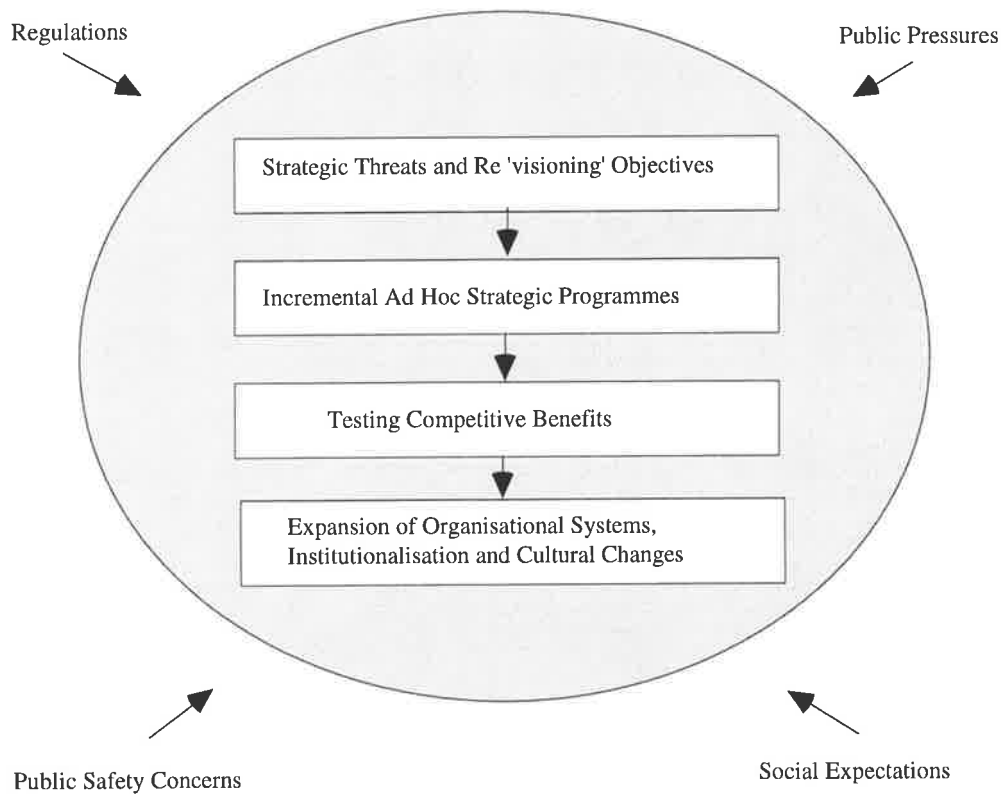 Regulations
Public Pressures
Strategic Threats and Re 'visioning' Objectives
Incremental Ad Hoc Strategic Programmes
Testing Competitive Benefits
Expansion of Organisational Systems,
Institutionalisation and Cultural Changes
Public Safety Concerns
Social Expectations